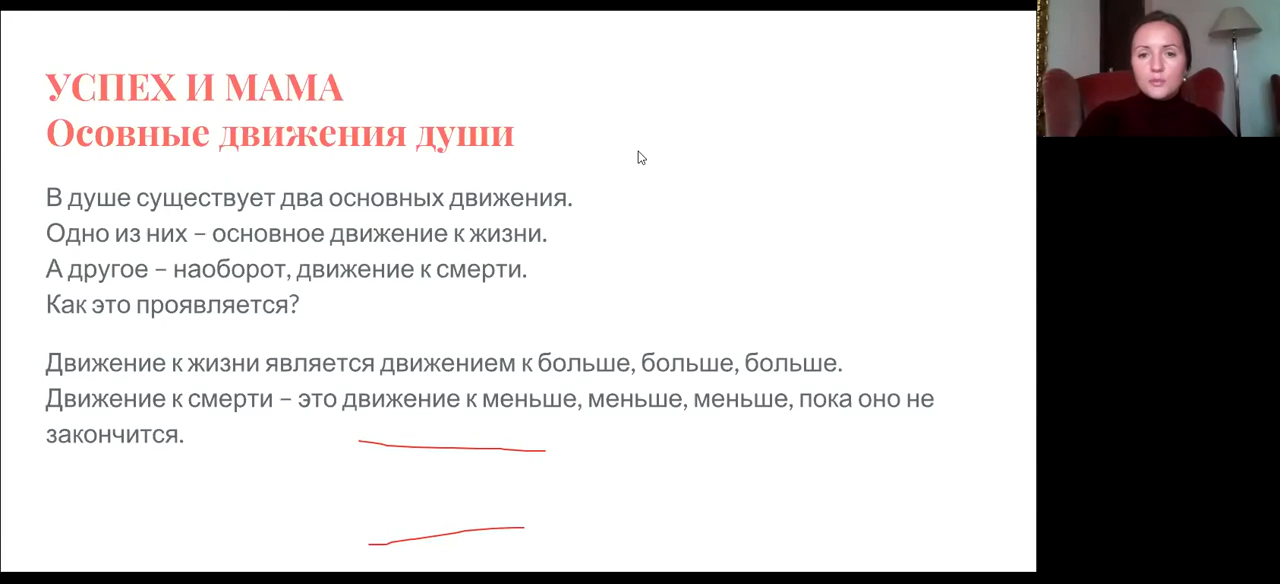 УСПЕХ И МАМА
Осовные движения души
В душе существует два основных движения.
Одно из них – основное движение к жизни.
А другое – наоборот, движение к смерти.
Как это проявляется?
Движение к жизни является движением к больше, больше, больше.
Движение к смерти – это движение к меньше, меньше, меньше, пока оно не
закончится.